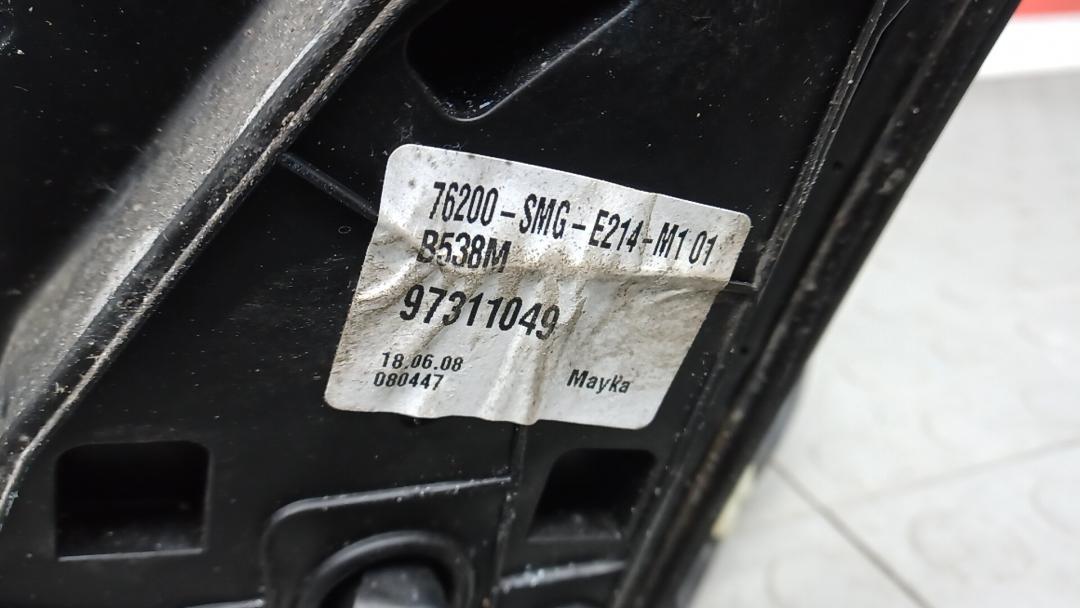 76200-SMG-E214-M1 01
B538M
97311049
18.06.08
080447
Mayka